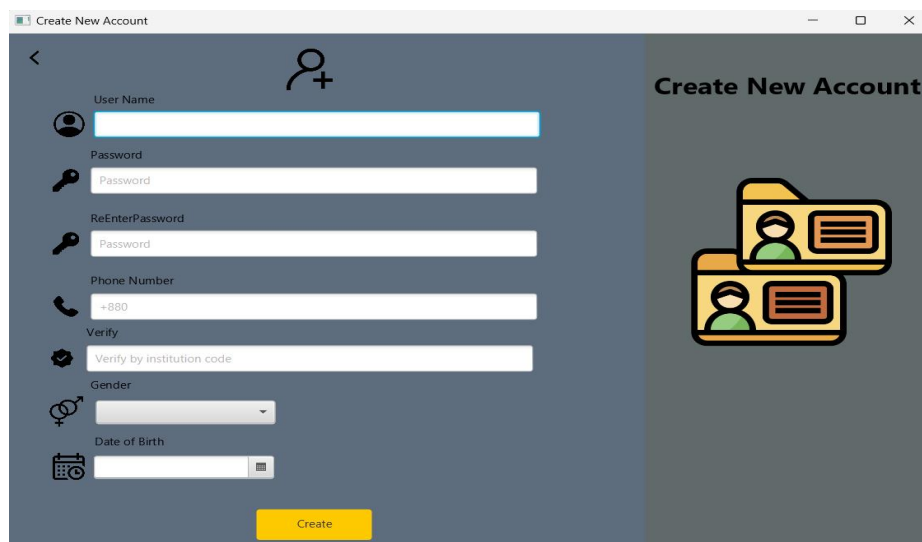 Create New Account
Create New Account
User Name
Password
Password
ReEnterPassword
Password
Phone Number
+880
Verify
Verify by institution code
Gender
Date of Birth
Create